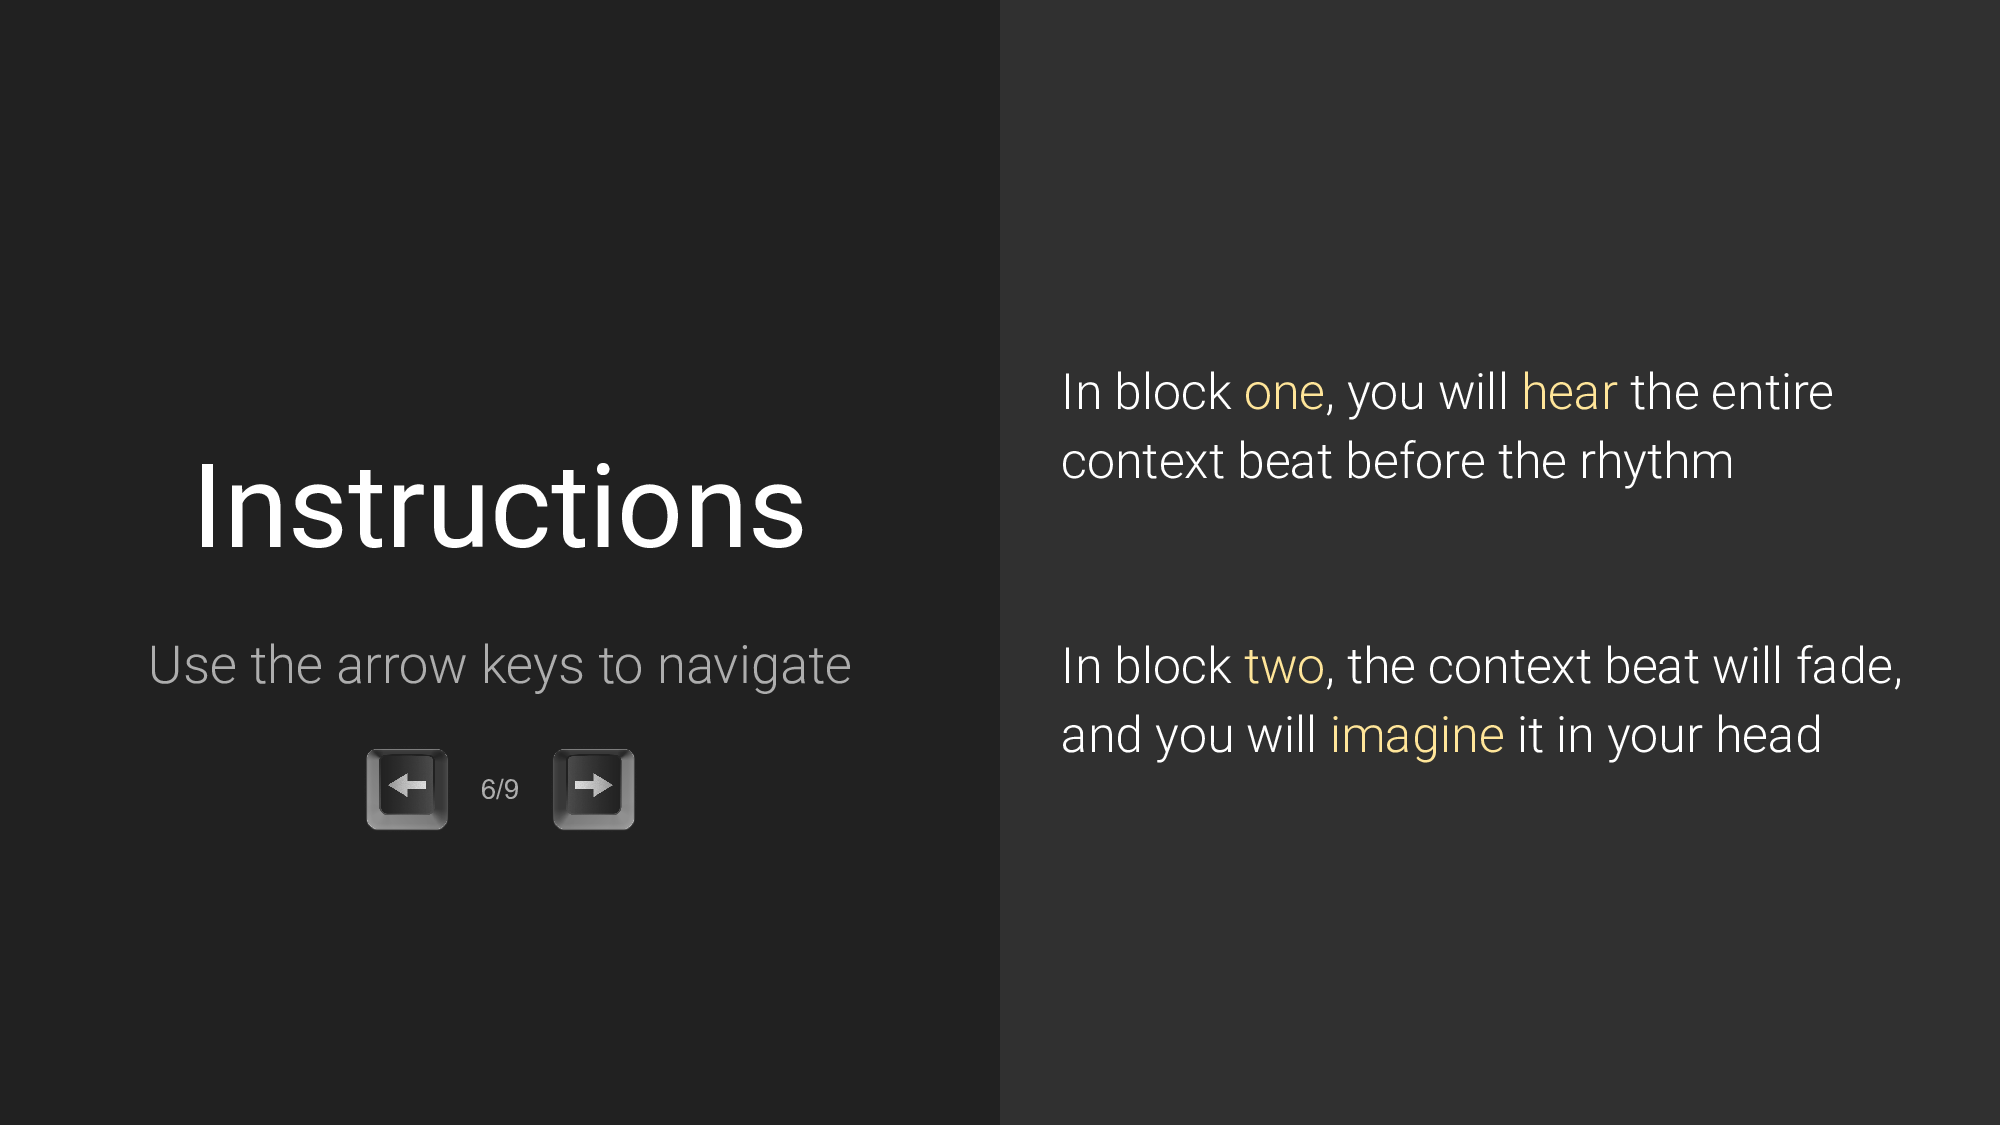 Instructions
Use the arrow keys to navigate
6/9
In block one, you will hear the entire
context beat before the rhythm
In block two, the context beat will fade,
and you will imagine it in your head